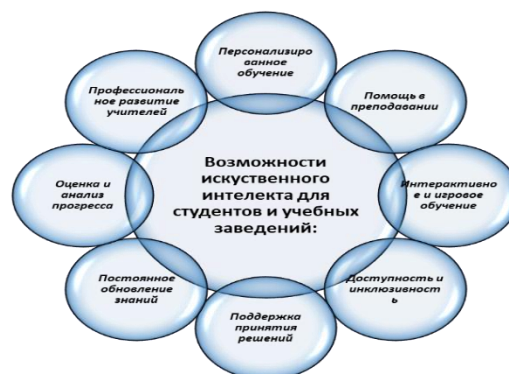 Персонализиро
ванное
обучение
Помощь в
преподавании
Интерактивно
е и игровое
обучение
Доступность и
инклюзивност
ь
Поддержка
принятия
решений
Постоянное
обновление
знаний
Оценка и
анализ
прогресса
Профессиональ
ное развитие
учителей
Возможности
искуственного
интелекта для
студентов и учебных
заведений: